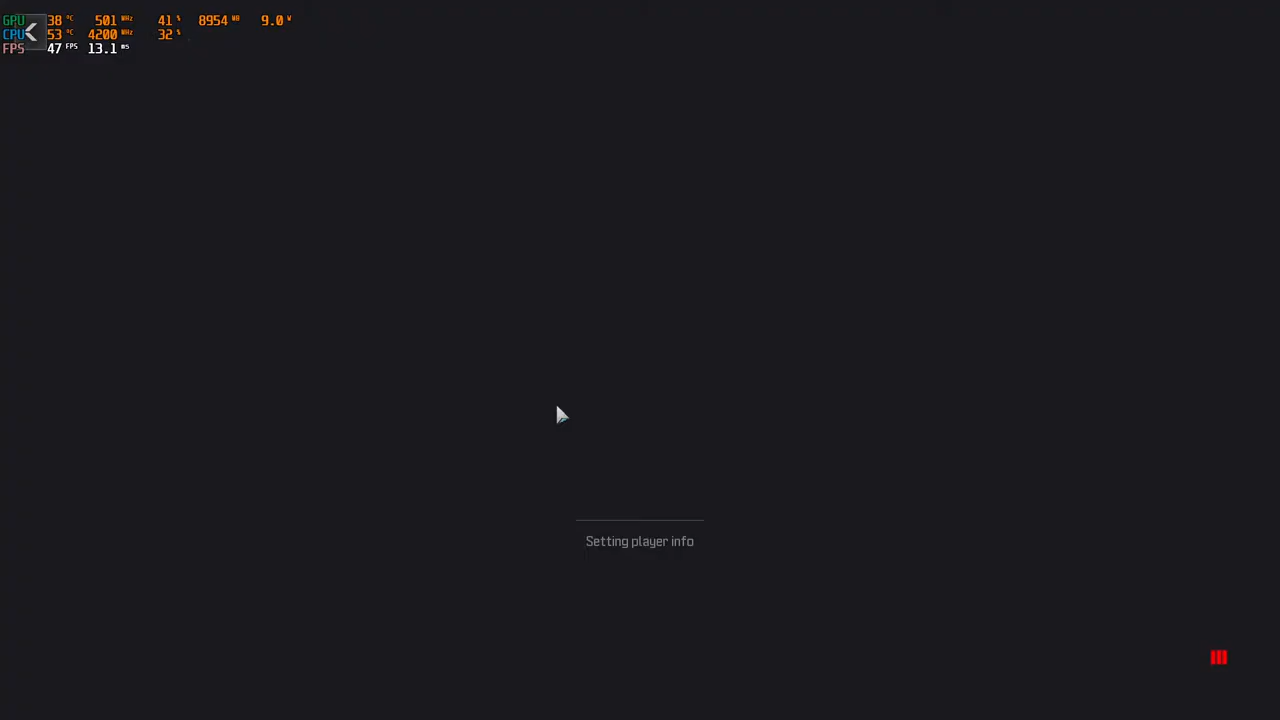 GPU 38 °C 501 MHz 41 % 8954 MB 9.0 W
CPU 53 °C 4200 MHz 32 %
FPS 47 FPS 13.1 ms
Setting player info